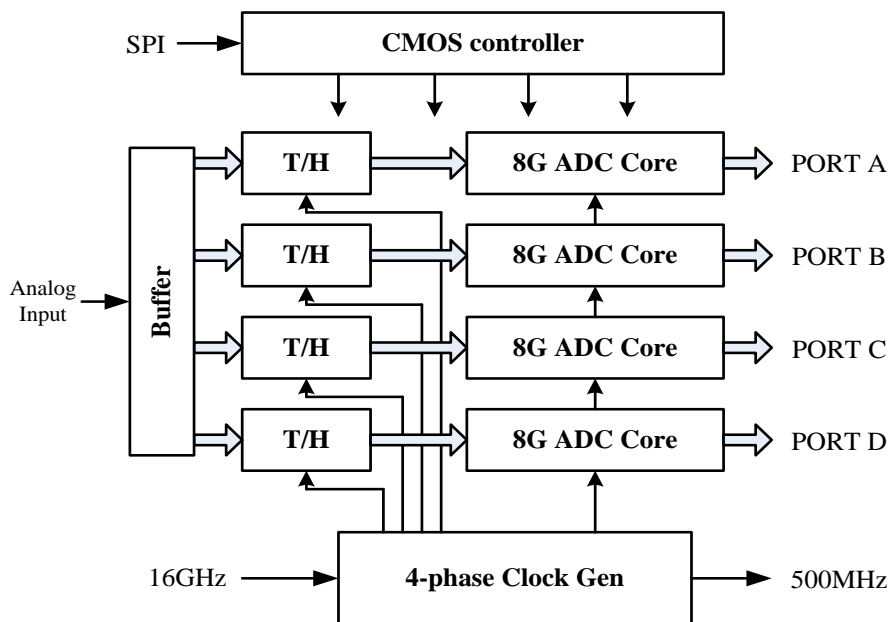 SPI
CMOS controller
T/H
8G ADC Core
PORT A
T/H
8G ADC Core
PORT B
Analog
Input
Buffer
T/H
8G ADC Core
PORT C
T/H
8G ADC Core
PORT D
16GHz
4-phase Clock Gen
500MHz